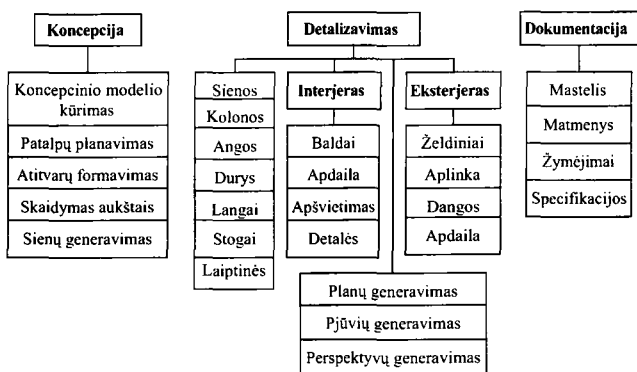 Koncepcija
Koncepcinio modelio
kūrimas
Patalpų planavimas
Atitvarų formavimas
Skaidymas aukštais
Sienų generavimas
Detalizavimas
Sienos
Kolonos
Angos
Durys
Langai
Stogai
Laiptinės
Interjeras
Baldai
Apdaila
Apšvietimas
Detalės
Eksterjeras
Želdiniai
Aplinka
Dangos
Apdaila
Planų generavimas
Pjūvių generavimas
Perspektyvų generavimas
Dokumentacija
Mastelis
Matmenys
Žymėjimai
Specifikacijos